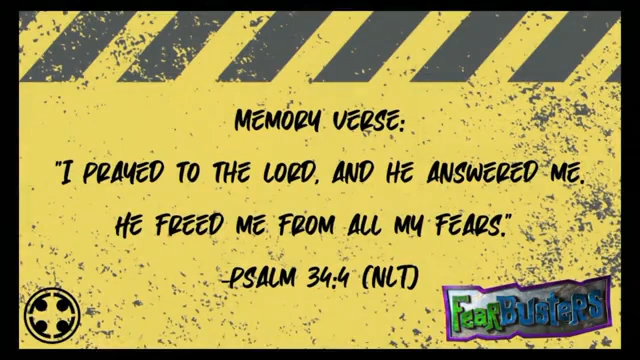 MEMORY VERSE:
"I PRAYED TO THE LORD, AND HE ANSWERED ME.
HE FREED ME FROM ALL MY FEARS."
-PSALM 34:4 (NLT)
FEARBUSTERS